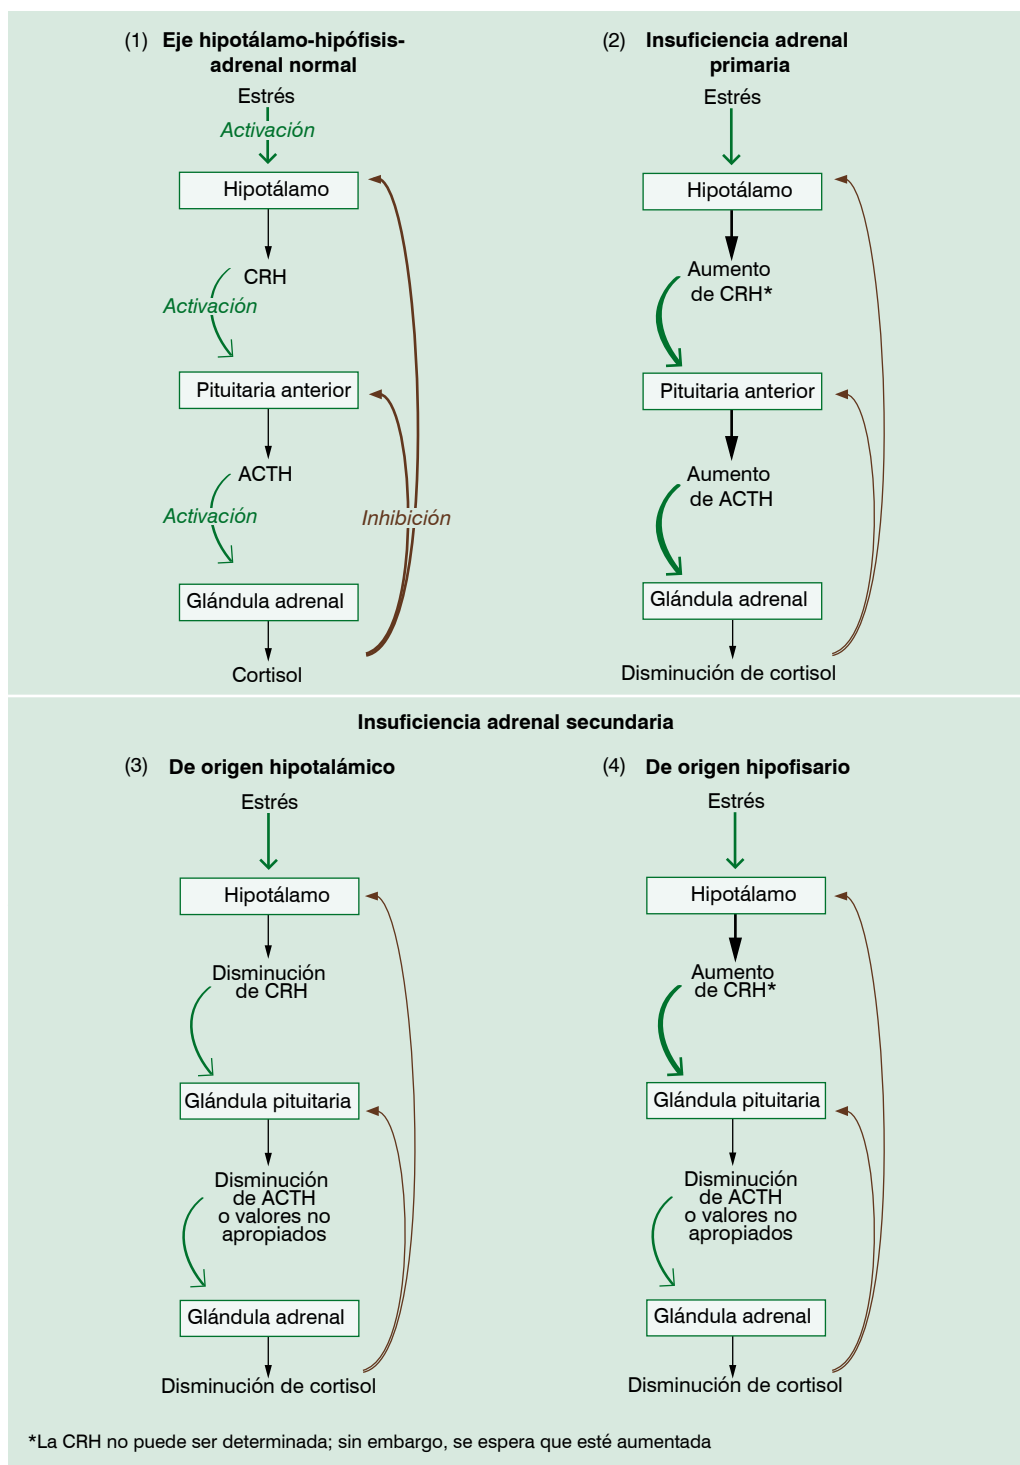 (1) Eje hipotálamo-hipófisis-
adrenal normal
Estrés
Activación
Hipotálamo
CRH
Activación
Pituitaria anterior
ACTH
Activación
Inhibición
Glándula adrenal
Cortisol
(2) Insuficiencia adrenal
primaria
Estrés
Hipotálamo
Aumento
de CRH*
Pituitaria anterior
Aumento
de ACTH
Glándula adrenal
Disminución de cortisol
Insuficiencia adrenal secundaria
(3) De origen hipotalámico
Estrés
Hipotálamo
Disminución
de CRH
Glándula pituitaria
Disminución
de ACTH
o valores no
apropiados
Glándula adrenal
Disminución de cortisol
(4) De origen hipofisario
Estrés
Hipotálamo
Aumento
de CRH*
Glándula pituitaria
Disminución
de ACTH
o valores no
apropiados
Glándula adrenal
Disminución de cortisol
*La CRH no puede ser determinada; sin embargo, se espera que esté aumentada